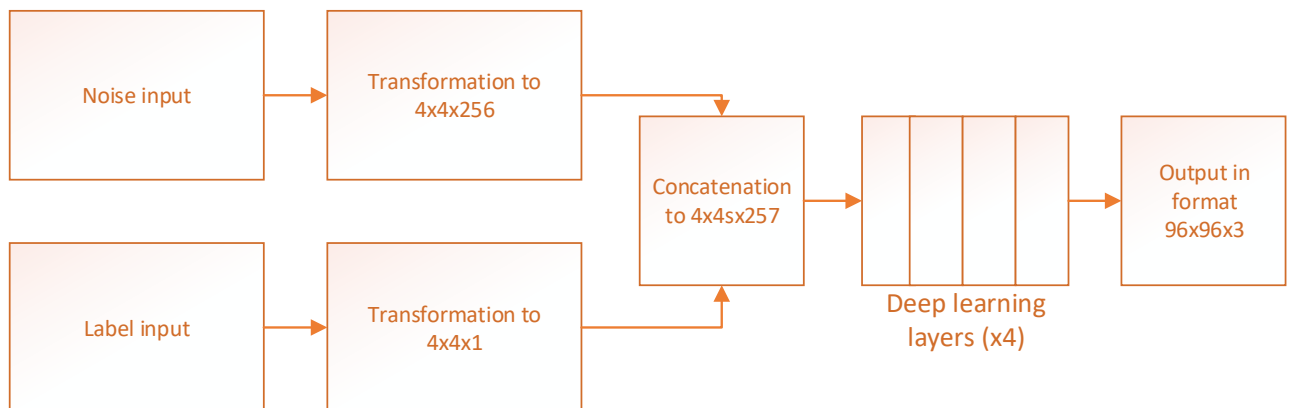 Noise input
Transformation to
4x4x256
Label input
Transformation to
4x4x1
Concatenation
to 4x4sx257
Deep learning
layers (x4)
Output in
format
96x96x3